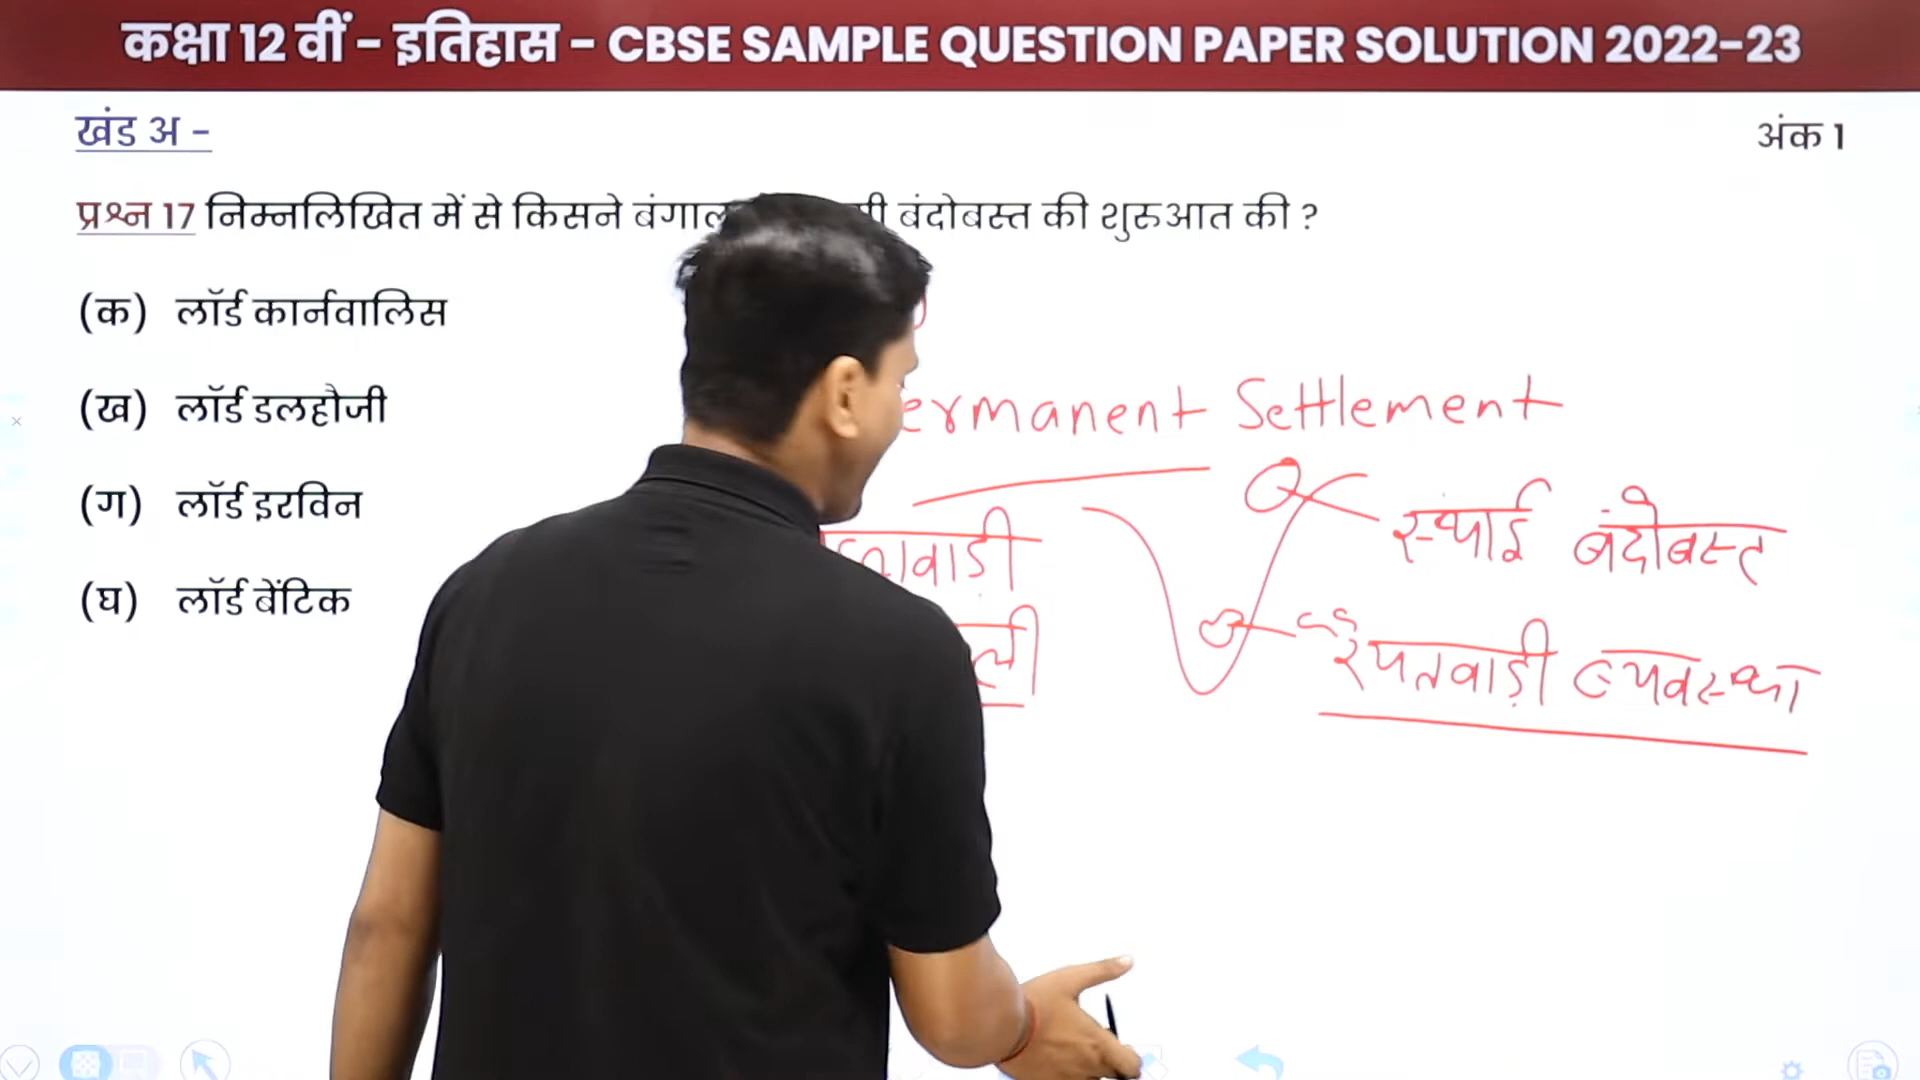 कक्षा 12 वीं - इतिहास - CBSE SAMPLE QUESTION PAPER SOLUTION 2022-23
खंड अ -
अंक 1
प्रश्न 17 निम्नलिखित में से किसने बंगाल बंदोबस्त की शुरुआत की ?
(क) लॉर्ड कार्नवालिस
(ख) लॉर्ड डलहौजी
(ग) लॉर्ड इरविन
(घ) लॉर्ड बेंटिक
ermanent Settlement
स्थाई बंदोबस्त
रैयतवाड़ी व्यवस्था